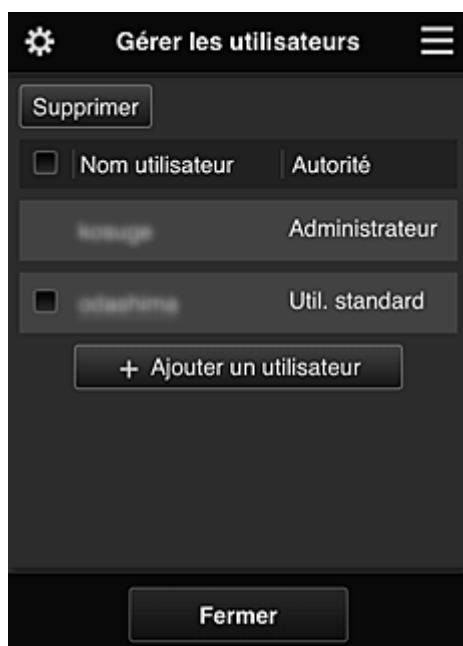 Gérer les utilisateurs
Supprimer
Nom utilisateur Autorité
Administrateur
Util. standard
+ Ajouter un utilisateur
Fermer